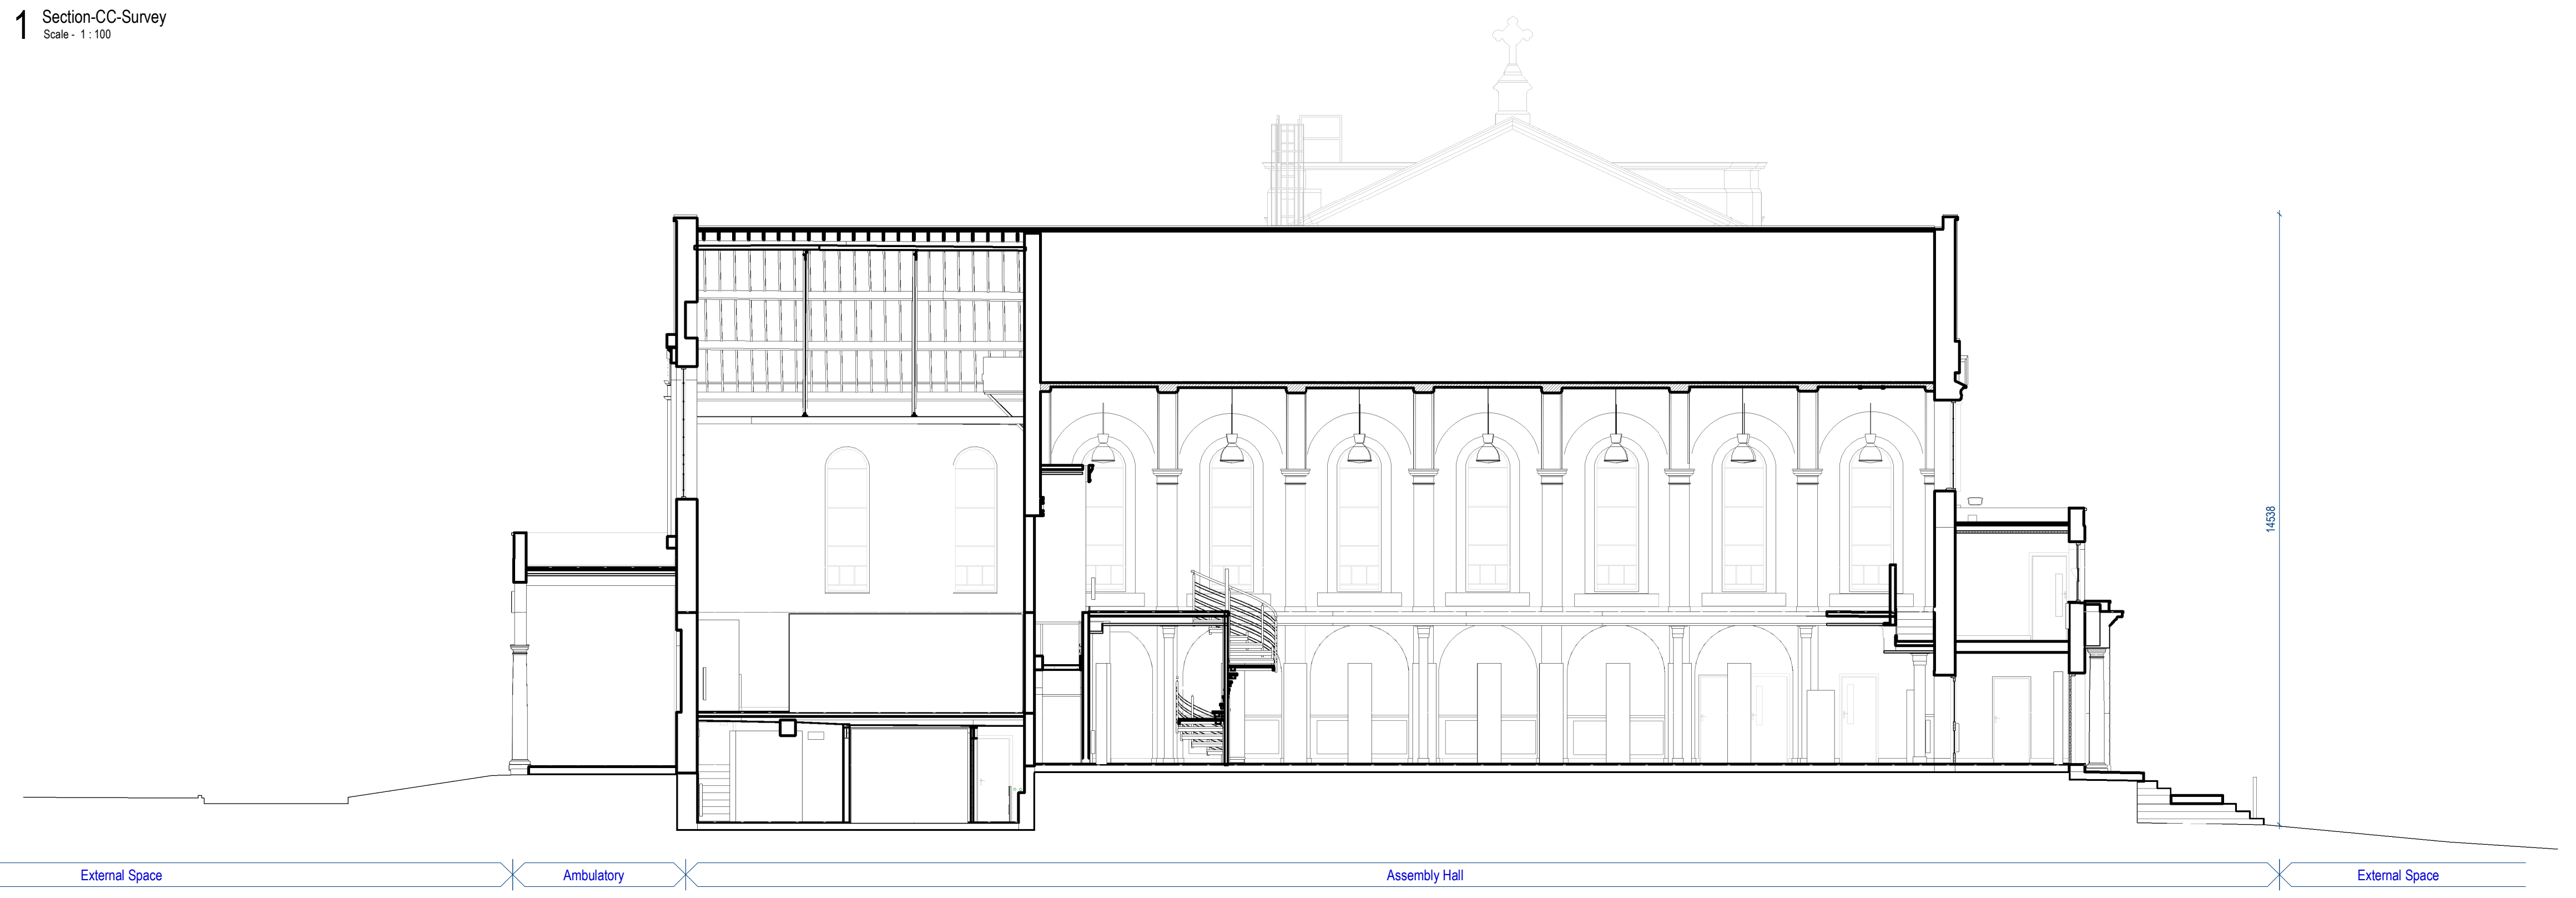 1
Section-CC-Survey
Scale - 1 : 100
14538
External Space
Ambulatory
Assembly Hall
External Space